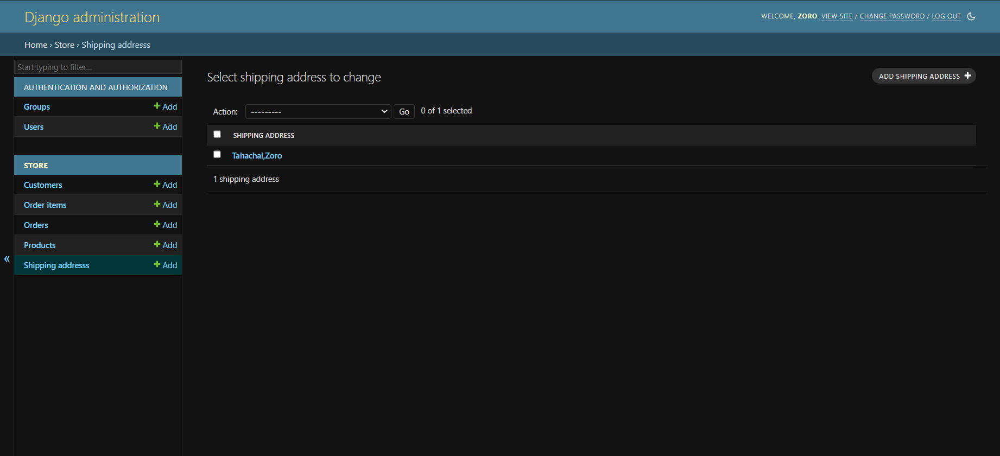 Django administration
WELCOME, ZORO. VIEW SITE / CHANGE PASSWORD / LOG OUT
Home › Store › Shipping addresss
Start typing to filter...
AUTHENTICATION AND AUTHORIZATION
Groups + Add
Users + Add
STORE
Customers + Add
Order items + Add
Orders + Add
Products + Add
Shipping addresss + Add
«
Select shipping address to change
ADD SHIPPING ADDRESS +
Action: --------- Go 0 of 1 selected
SHIPPING ADDRESS
Tahachal,Zoro
1 shipping address